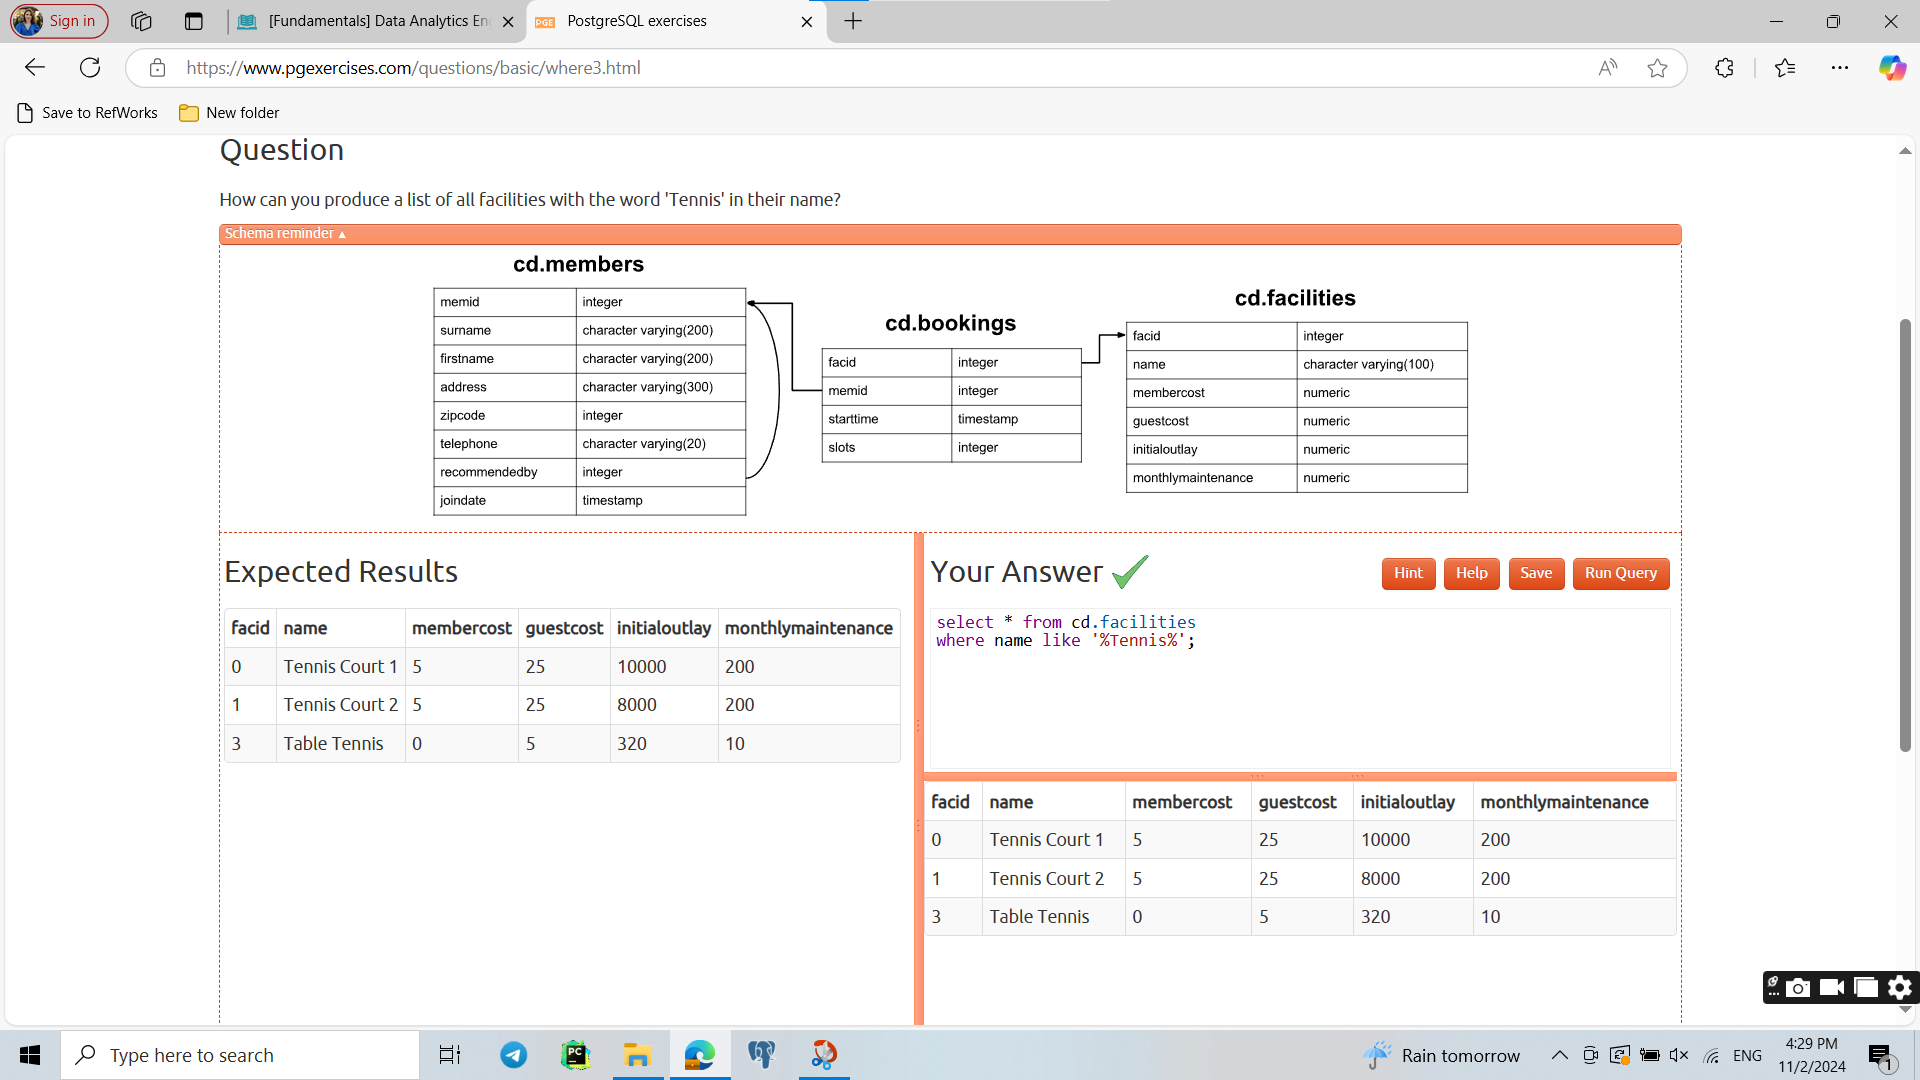 Sign in
[Fundamentals] Data Analytics En
PGE
PostgreSQL exercises
https://www.pgexercises.com/questions/basic/where3.html
Save to RefWorks
New folder
Question
How can you produce a list of all facilities with the word 'Tennis' in their name?
Schema reminder ▲
cd.members
memid integer
surname character varying(200)
firstname character varying(200)
address character varying(300)
zipcode integer
telephone character varying(20)
recommendedby integer
joindate timestamp
cd.bookings
facid integer
memid integer
starttime timestamp
slots integer
cd.facilities
facid integer
name character varying(100)
membercost numeric
guestcost numeric
initialoutlay numeric
monthlymaintenance numeric
Expected Results
facid name membercost guestcost initialoutlay monthlymaintenance
0 Tennis Court 1 5 25 10000 200
1 Tennis Court 2 5 25 8000 200
3 Table Tennis 0 5 320 10
Your Answer
Hint Help Save Run Query
select * from cd.facilities
where name like '%Tennis%';
facid name membercost guestcost initialoutlay monthlymaintenance
0 Tennis Court 1 5 25 10000 200
1 Tennis Court 2 5 25 8000 200
3 Table Tennis 0 5 320 10
Type here to search
PC
Rain tomorrow
ENG
4:29 PM
11/2/2024
1